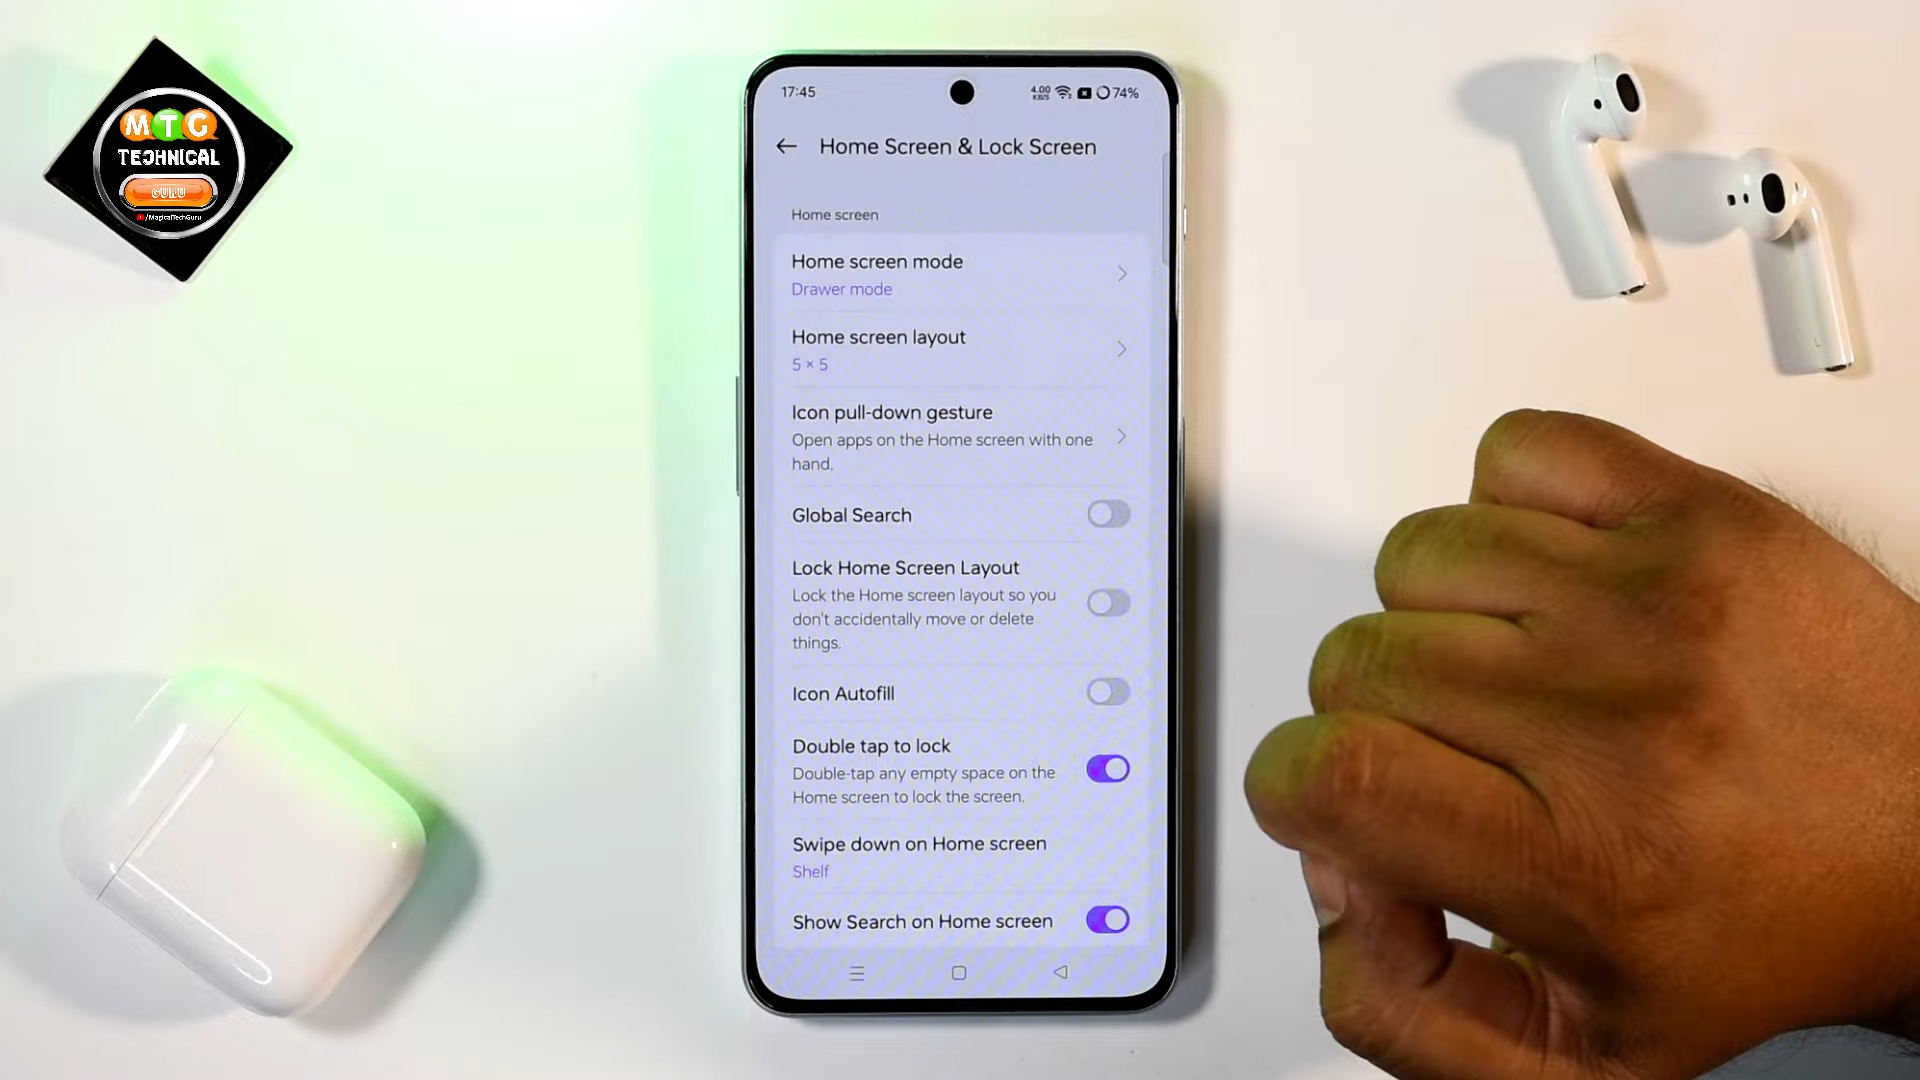 MTG
TECHNICAL
GURU
/MagicalTechGuru
17:45
4.00
KB/S
74%
Home Screen & Lock Screen
Home screen
Home screen mode
Drawer mode
Home screen layout
5 × 5
Icon pull-down gesture
Open apps on the Home screen with one
hand.
Global Search
Lock Home Screen Layout
Lock the Home screen layout so you
don't accidentally move or delete
things.
Icon Autofill
Double tap to lock
Double-tap any empty space on the
Home screen to lock the screen.
Swipe down on Home screen
Shelf
Show Search on Home screen